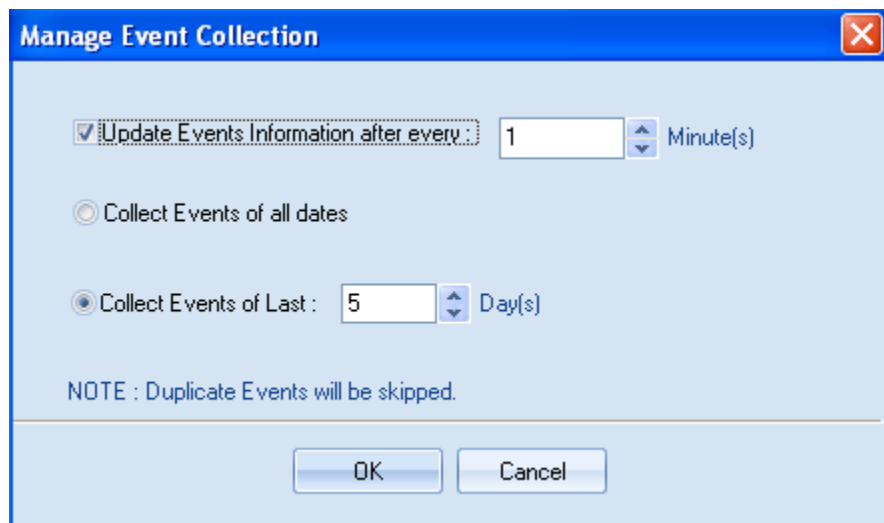 Manage Event Collection
Update Events Information after every : 1 Minute(s)
Collect Events of all dates
Collect Events of Last : 5 Day(s)
NOTE : Duplicate Events will be skipped.
OK Cancel